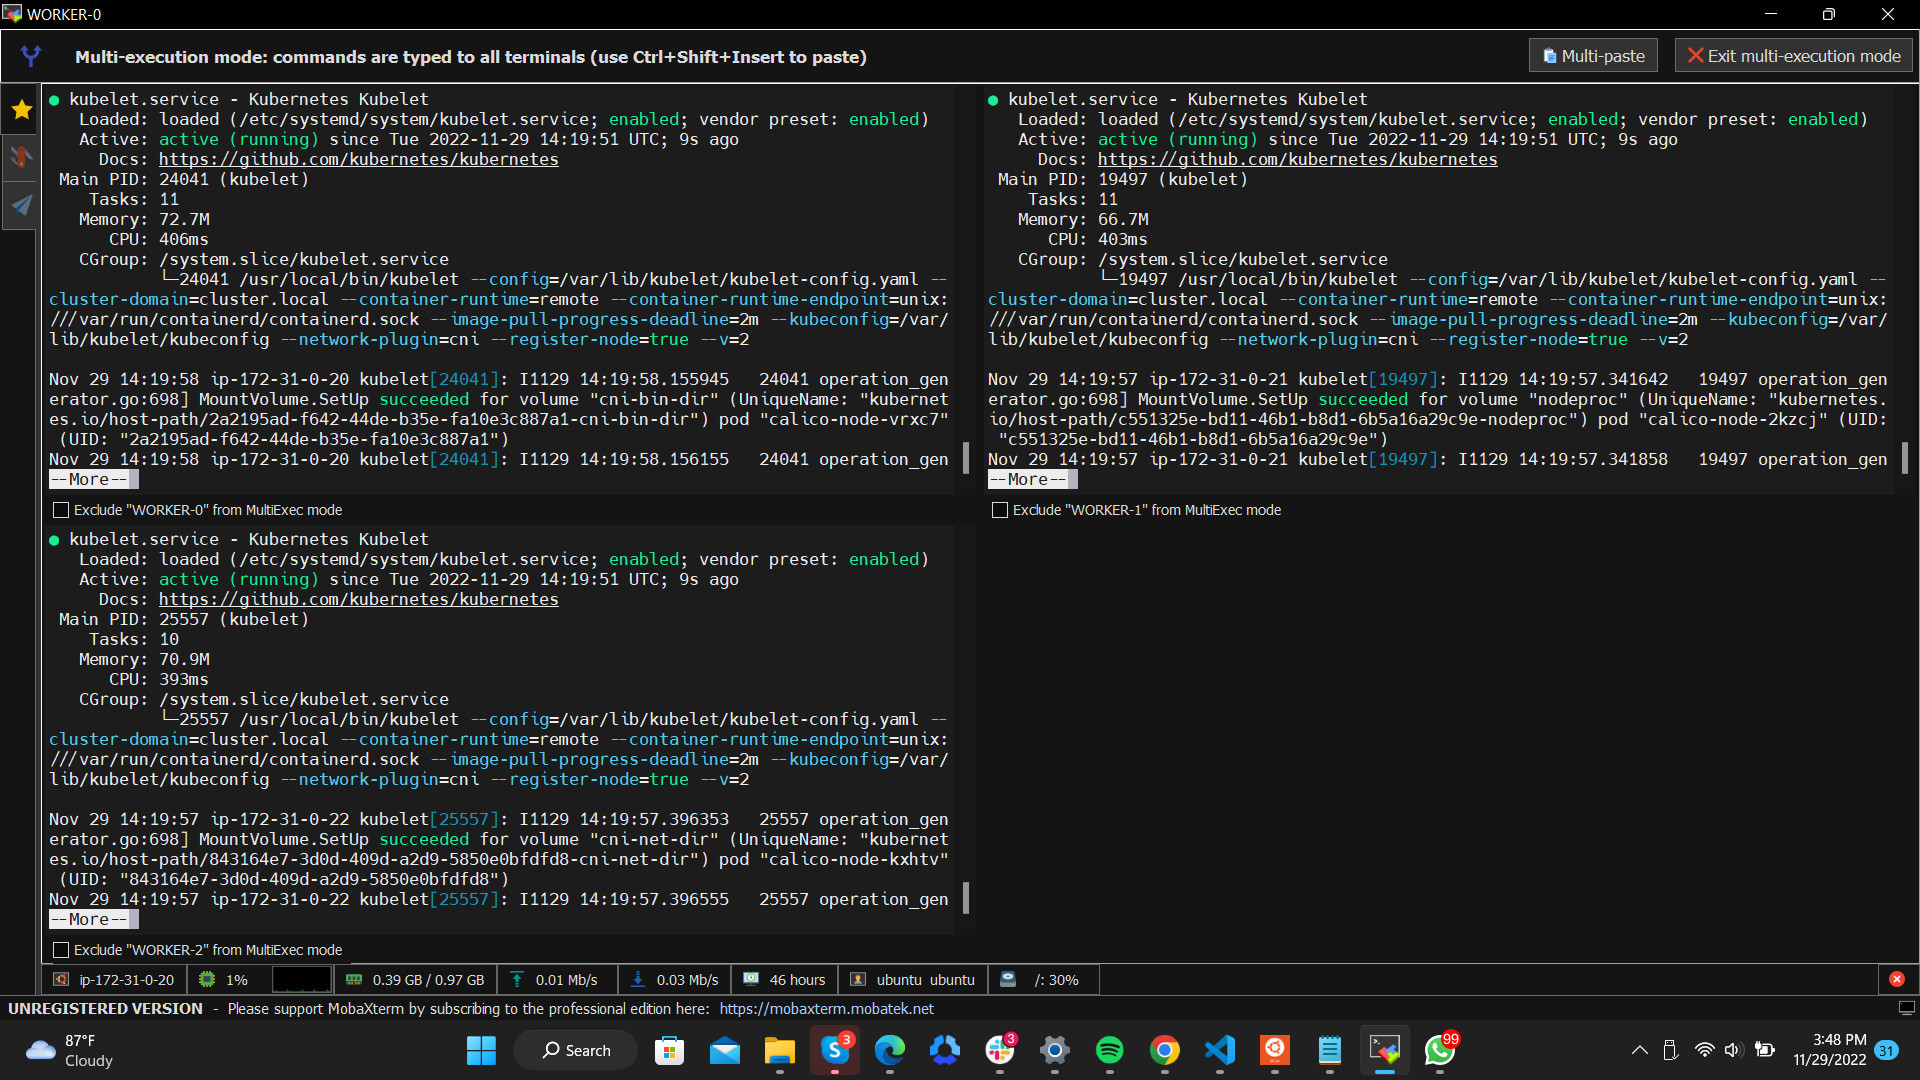 WORKER-0
Multi-execution mode: commands are typed to all terminals (use Ctrl+Shift+Insert to paste)
Multi-paste
Exit multi-execution mode
● kubelet.service - Kubernetes Kubelet
Loaded: loaded (/etc/systemd/system/kubelet.service; enabled; vendor preset: enabled)
Active: active (running) since Tue 2022-11-29 14:19:51 UTC; 9s ago
Docs: https://github.com/kubernetes/kubernetes
Main PID: 24041 (kubelet)
Tasks: 11
Memory: 72.7M
CPU: 406ms
CGroup: /system.slice/kubelet.service
└─24041 /usr/local/bin/kubelet --config=/var/lib/kubelet/kubelet-config.yaml --
cluster-domain=cluster.local --container-runtime=remote --container-runtime-endpoint=unix:
///var/run/containerd/containerd.sock --image-pull-progress-deadline=2m --kubeconfig=/var/
lib/kubelet/kubeconfig --network-plugin=cni --register-node=true --v=2
Nov 29 14:19:58 ip-172-31-0-20 kubelet[24041]: I1129 14:19:58.155945   24041 operation_gen
erator.go:698] MountVolume.SetUp succeeded for volume "cni-bin-dir" (UniqueName: "kubernet
es.io/host-path/2a2195ad-f642-44de-b35e-fa10e3c887a1-cni-bin-dir") pod "calico-node-vrxc7"
(UID: "2a2195ad-f642-44de-b35e-fa10e3c887a1")
Nov 29 14:19:58 ip-172-31-0-20 kubelet[24041]: I1129 14:19:58.156155   24041 operation_gen
--More--
Exclude "WORKER-0" from MultiExec mode
● kubelet.service - Kubernetes Kubelet
Loaded: loaded (/etc/systemd/system/kubelet.service; enabled; vendor preset: enabled)
Active: active (running) since Tue 2022-11-29 14:19:51 UTC; 9s ago
Docs: https://github.com/kubernetes/kubernetes
Main PID: 19497 (kubelet)
Tasks: 11
Memory: 66.7M
CPU: 403ms
CGroup: /system.slice/kubelet.service
└─19497 /usr/local/bin/kubelet --config=/var/lib/kubelet/kubelet-config.yaml --
cluster-domain=cluster.local --container-runtime=remote --container-runtime-endpoint=unix:
///var/run/containerd/containerd.sock --image-pull-progress-deadline=2m --kubeconfig=/var/
lib/kubelet/kubeconfig --network-plugin=cni --register-node=true --v=2
Nov 29 14:19:57 ip-172-31-0-21 kubelet[19497]: I1129 14:19:57.341642   19497 operation_gen
erator.go:698] MountVolume.SetUp succeeded for volume "nodeproc" (UniqueName: "kubernetes.
io/host-path/c551325e-bd11-46b1-b8d1-6b5a16a29c9e-nodeproc") pod "calico-node-2kzcj" (UID:
"c551325e-bd11-46b1-b8d1-6b5a16a29c9e")
Nov 29 14:19:57 ip-172-31-0-21 kubelet[19497]: I1129 14:19:57.341858   19497 operation_gen
--More--
Exclude "WORKER-1" from MultiExec mode
● kubelet.service - Kubernetes Kubelet
Loaded: loaded (/etc/systemd/system/kubelet.service; enabled; vendor preset: enabled)
Active: active (running) since Tue 2022-11-29 14:19:51 UTC; 9s ago
Docs: https://github.com/kubernetes/kubernetes
Main PID: 25557 (kubelet)
Tasks: 10
Memory: 70.9M
CPU: 393ms
CGroup: /system.slice/kubelet.service
└─25557 /usr/local/bin/kubelet --config=/var/lib/kubelet/kubelet-config.yaml --
cluster-domain=cluster.local --container-runtime=remote --container-runtime-endpoint=unix:
///var/run/containerd/containerd.sock --image-pull-progress-deadline=2m --kubeconfig=/var/
lib/kubelet/kubeconfig --network-plugin=cni --register-node=true --v=2
Nov 29 14:19:57 ip-172-31-0-22 kubelet[25557]: I1129 14:19:57.396353   25557 operation_gen
erator.go:698] MountVolume.SetUp succeeded for volume "cni-net-dir" (UniqueName: "kubernet
es.io/host-path/843164e7-3d0d-409d-a2d9-5850e0bfdfd8-cni-net-dir") pod "calico-node-kxhtv"
(UID: "843164e7-3d0d-409d-a2d9-5850e0bfdfd8")
Nov 29 14:19:57 ip-172-31-0-22 kubelet[25557]: I1129 14:19:57.396555   25557 operation_gen
--More--
Exclude "WORKER-2" from MultiExec mode
ip-172-31-0-20 1% 0.39 GB / 0.97 GB 0.01 Mb/s 0.03 Mb/s 46 hours ubuntu ubuntu /: 30%
UNREGISTERED VERSION - Please support MobaXterm by subscribing to the professional edition here: https://mobaxterm.mobatek.net
87°F
Cloudy
Search
3
3
99
3:48 PM
11/29/2022
31